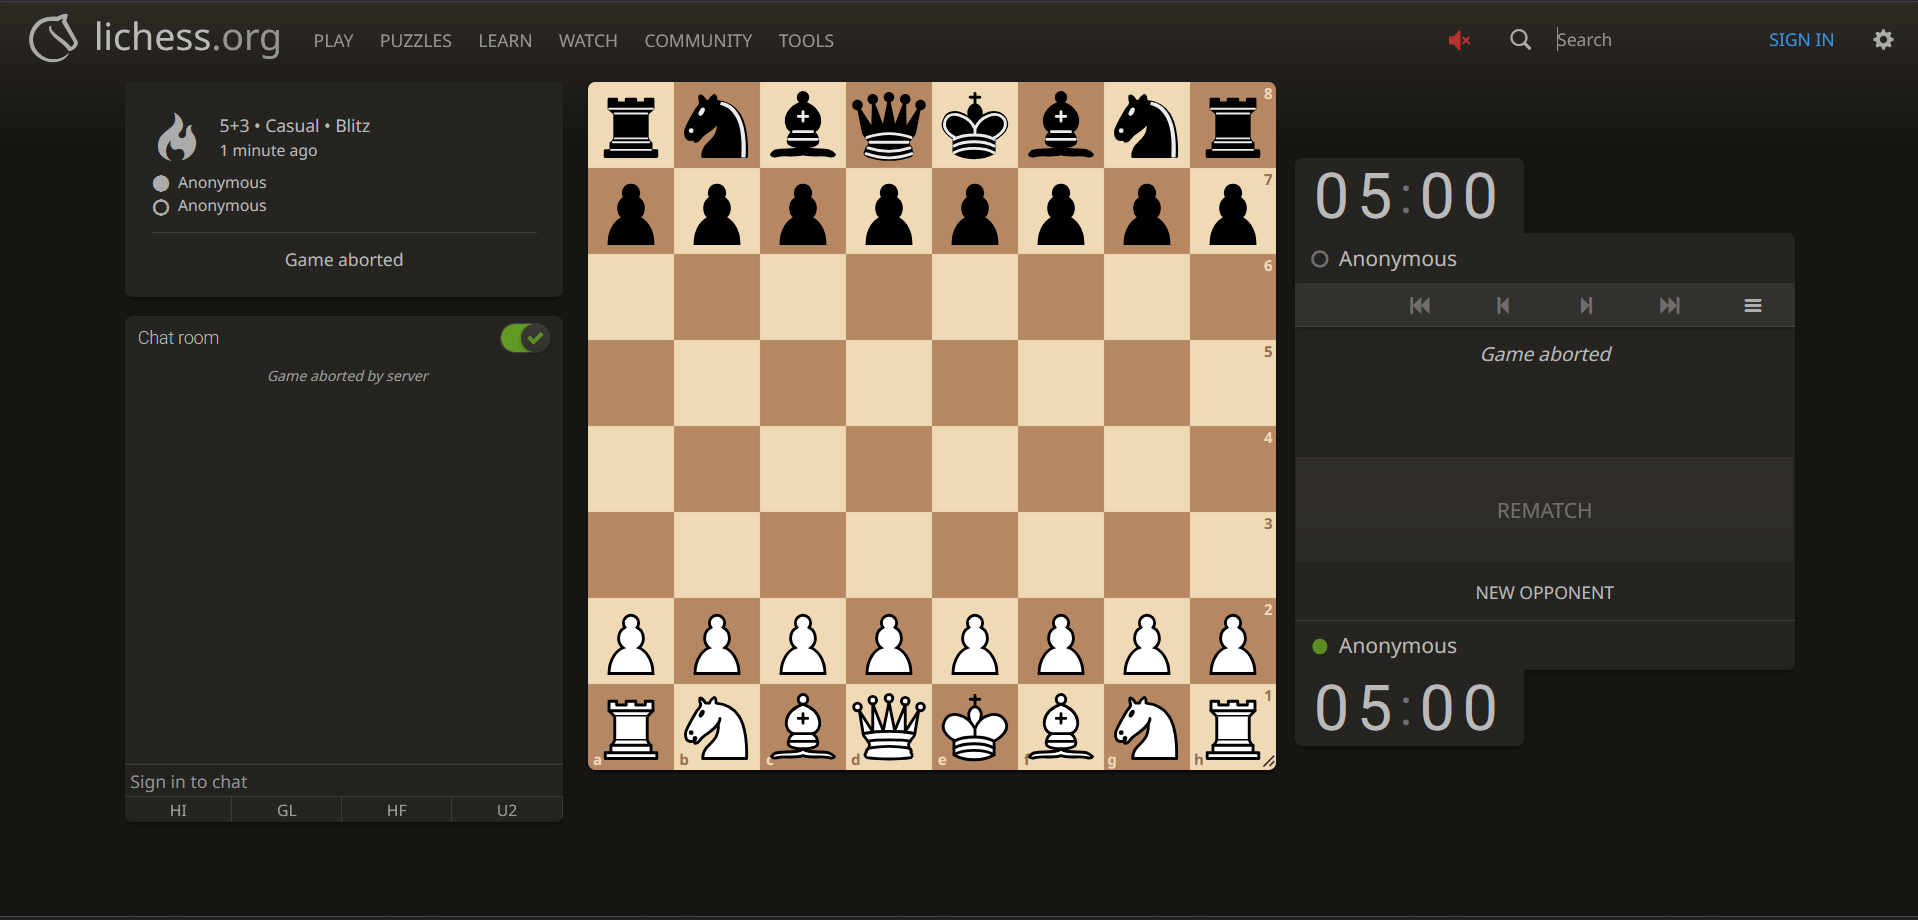 lichess.org PLAY PUZZLES LEARN WATCH COMMUNITY TOOLS Search SIGN IN
5+3 • Casual • Blitz
1 minute ago
Anonymous
Anonymous
Game aborted
Chat room
Game aborted by server
Sign in to chat
HI GL HF U2
8
7
6
5
4
3
2
1
a b c d e f g h
05:00
Anonymous
Game aborted
REMATCH
NEW OPPONENT
Anonymous
05:00